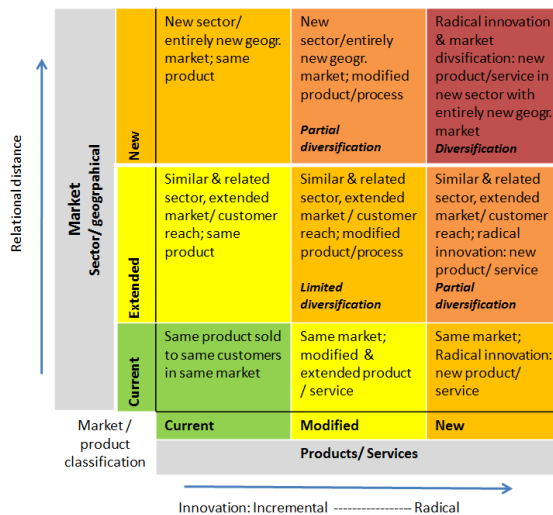 New sector/
entirely new geogr.
market; same
product
New
sector/entirely
new geogr.
market; modified
product/process
Partial
diversification
Radical innovation
& market
divsification: new
product/service in
new sector with
entirely new geogr.
market
Diversification
New
Relational distance
Market
Sector/ geogrpahical
Similar & related
sector, extended
market/ customer
reach; same
product
Similar & related
sector, extended
market / customer
reach; modified
product/process
Limited
diversification
Similar & related
sector, extended
market/ customer
reach; radical
innovation: new
product/ service
Partial
diversification
Extended
Same product sold
to same customers
in same market
Same market;
modified &
extended product
/ service
Same market;
Radical innovation:
new product/
service
Current
Market /
product
classification
Current
Modified
New
Products/ Services
Innovation: Incremental ---------------- Radical